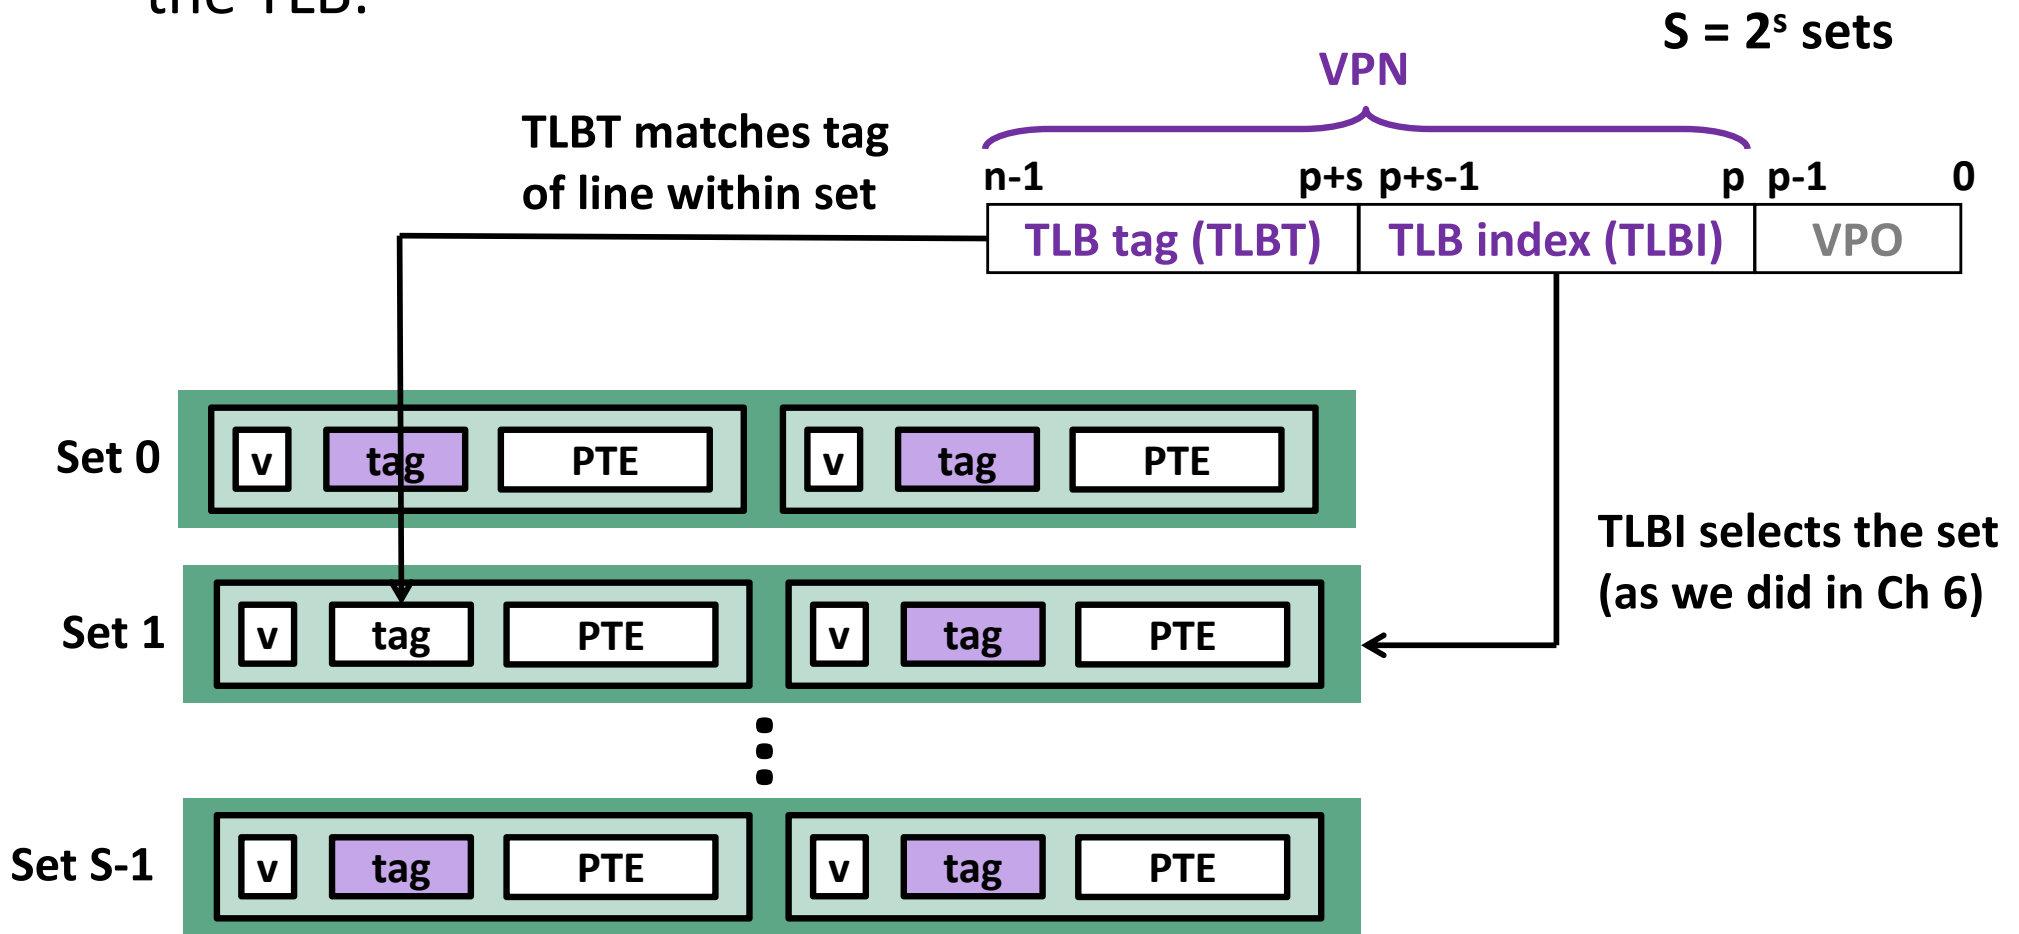 the TLB.
S = 2ˢ sets
VPN
TLBT matches tag
of line within set
n-1 p+s p+s-1 p p-1 0
TLB tag (TLBT) TLB index (TLBI) VPO
Set 0 v tag PTE v tag PTE
TLBI selects the set
(as we did in Ch 6)
Set 1 v tag PTE v tag PTE
Set S-1 v tag PTE v tag PTE